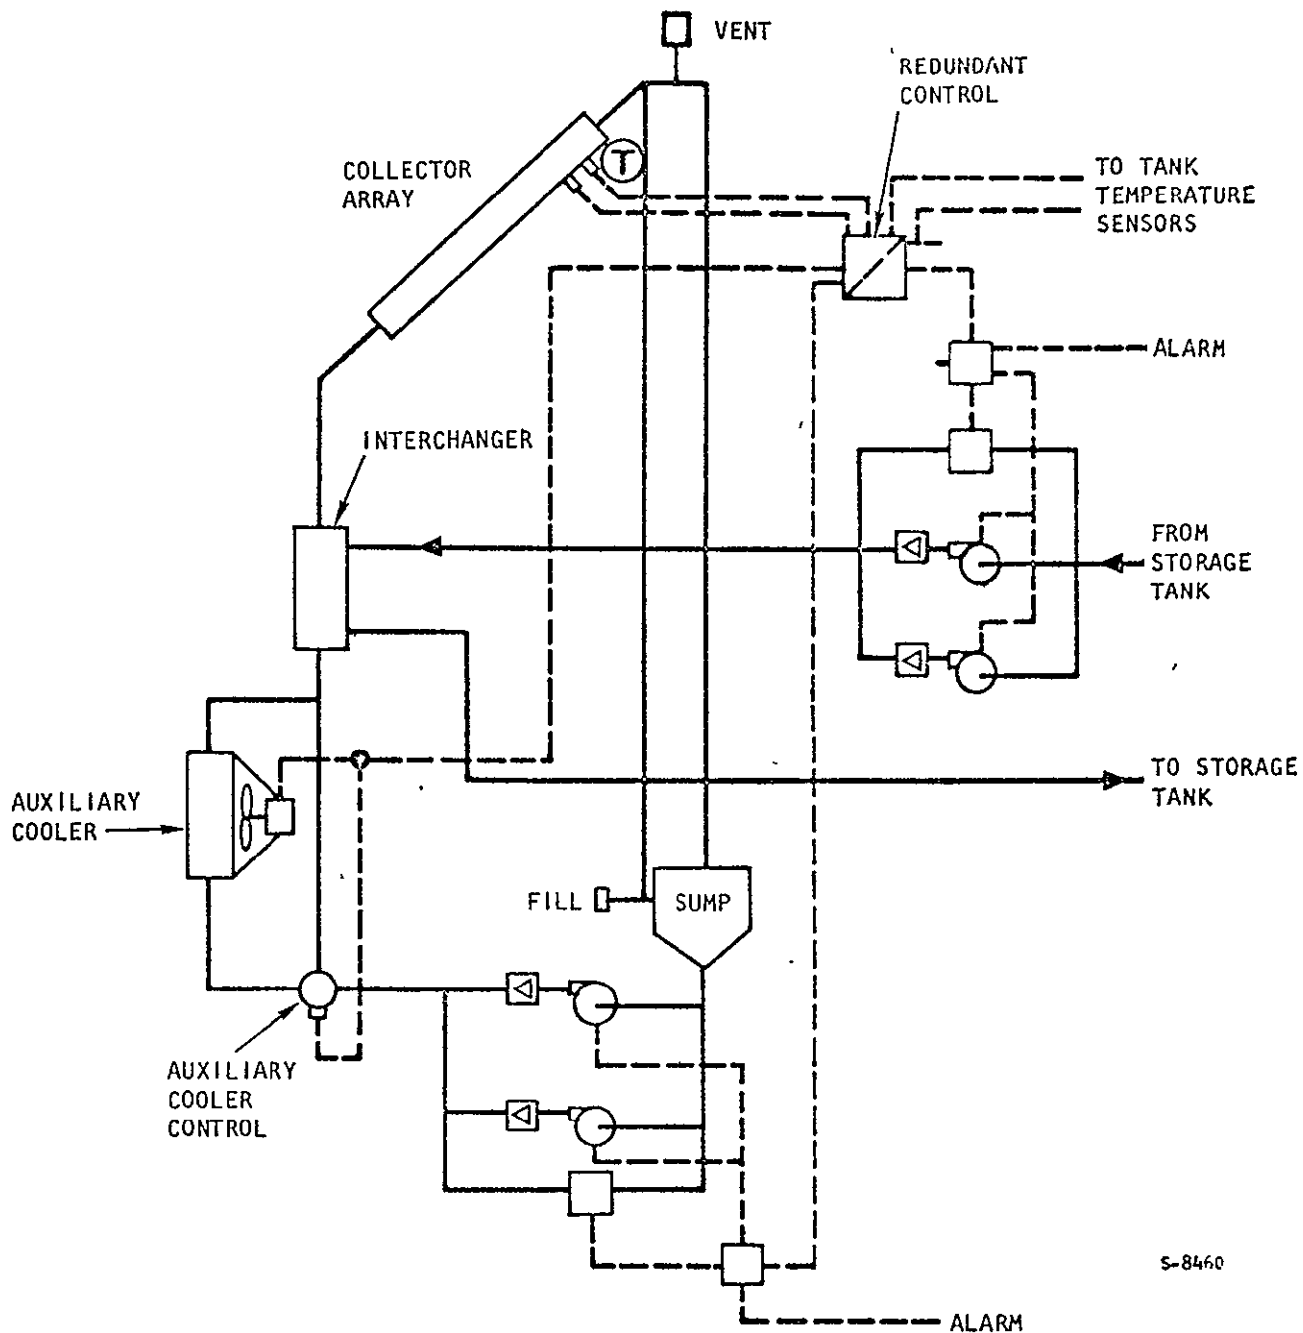 VENT
REDUNDANT
CONTROL
COLLECTOR
ARRAY
T
TO TANK
TEMPERATURE
SENSORS
ALARM
INTERCHANGER
FROM
STORAGE
TANK
TO STORAGE
TANK
AUXILIARY
COOLER
FILL
SUMP
AUXILIARY
COOLER
CONTROL
S-8460
ALARM